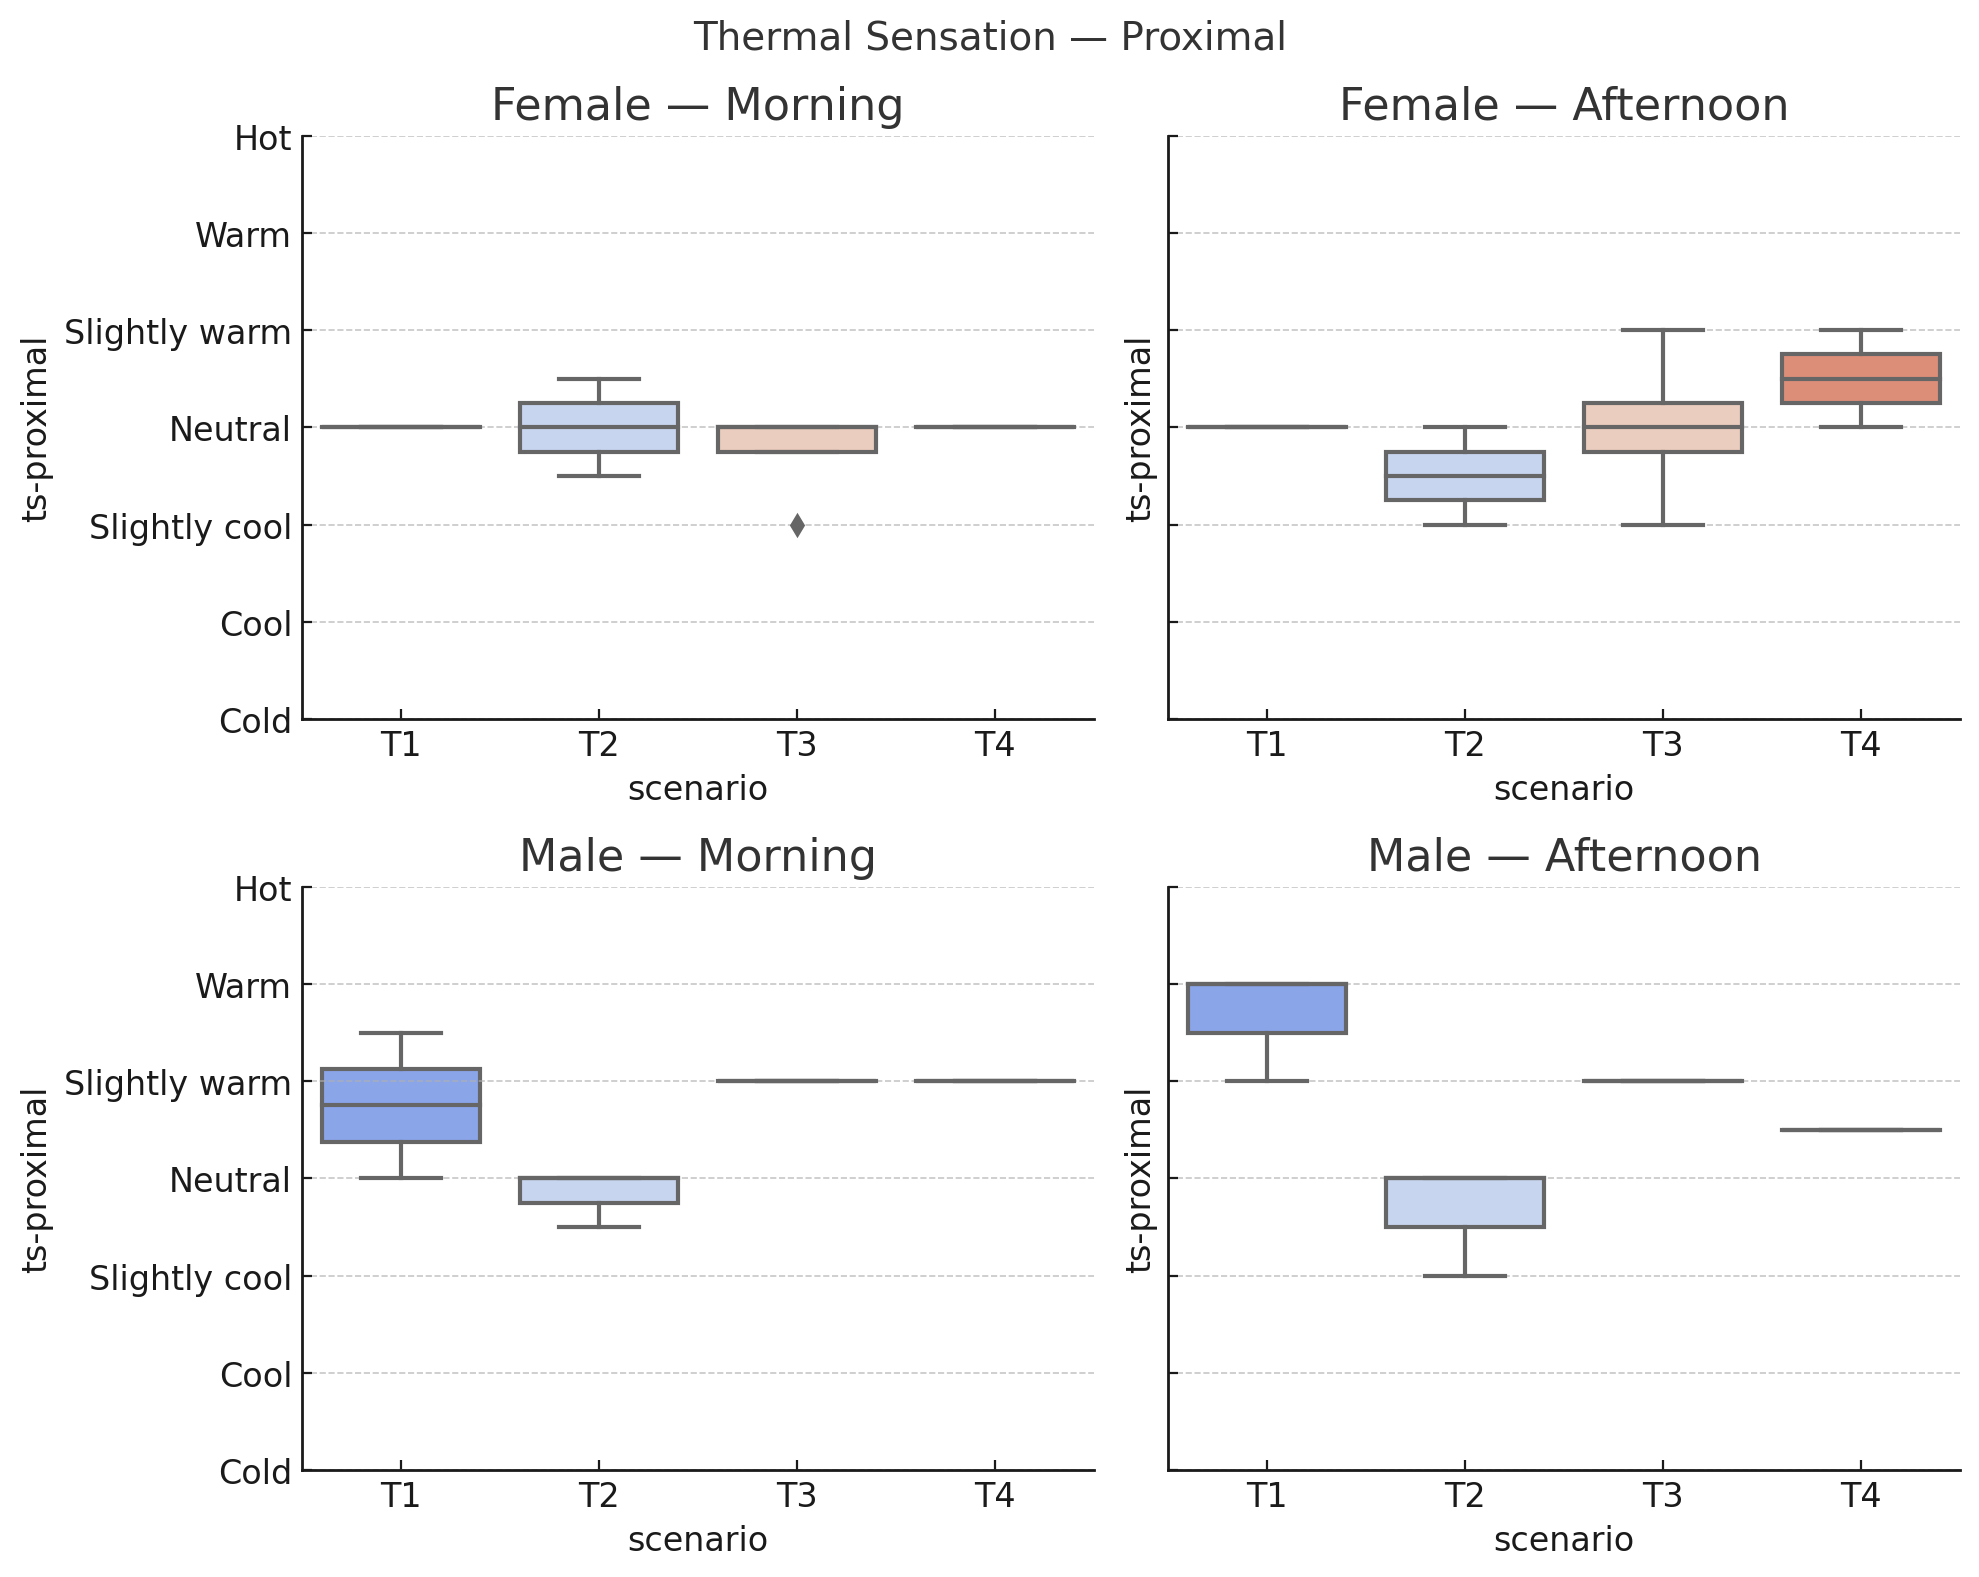 Thermal Sensation — Proximal
Female — Morning
Hot
Warm
Slightly warm
Neutral
Slightly cool
Cool
Cold
ts-proximal
T1 T2 T3 T4
scenario
Female — Afternoon
ts-proximal
T1 T2 T3 T4
scenario
Male — Morning
Hot
Warm
Slightly warm
Neutral
Slightly cool
Cool
Cold
ts-proximal
T1 T2 T3 T4
scenario
Male — Afternoon
ts-proximal
T1 T2 T3 T4
scenario